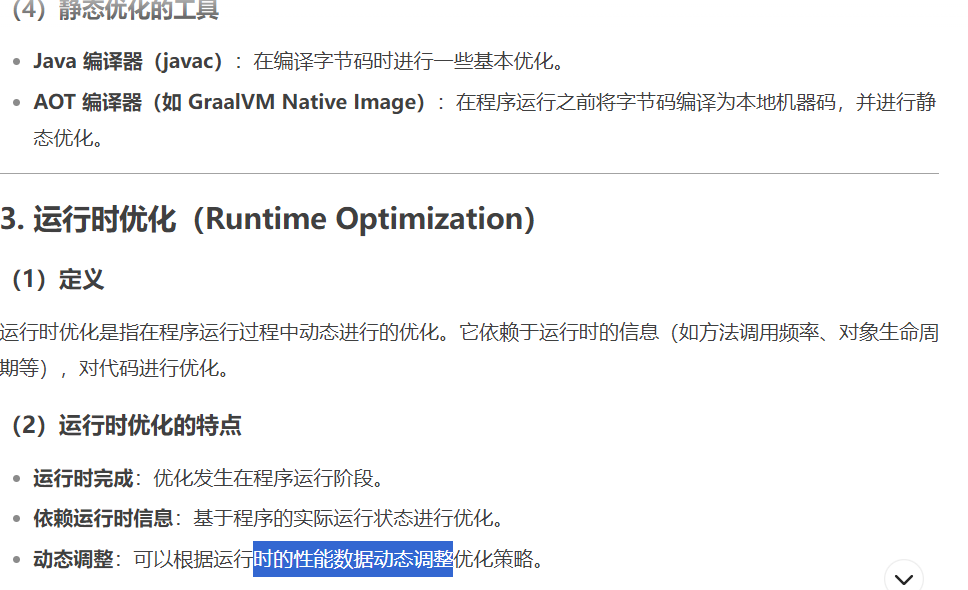 （4）静态优化的工具
Java 编译器（javac）：在编译字节码时进行一些基本优化。
AOT 编译器（如 GraalVM Native Image）：在程序运行之前将字节码编译为本地机器码，并进行静
态优化。
3. 运行时优化（Runtime Optimization）
（1）定义
运行时优化是指在程序运行过程中动态进行的优化。它依赖于运行时的信息（如方法调用频率、对象生命周
期等），对代码进行优化。
（2）运行时优化的特点
运行时完成：优化发生在程序运行阶段。
依赖运行时信息：基于程序的实际运行状态进行优化。
动态调整：可以根据运行时的性能数据动态调整优化策略。